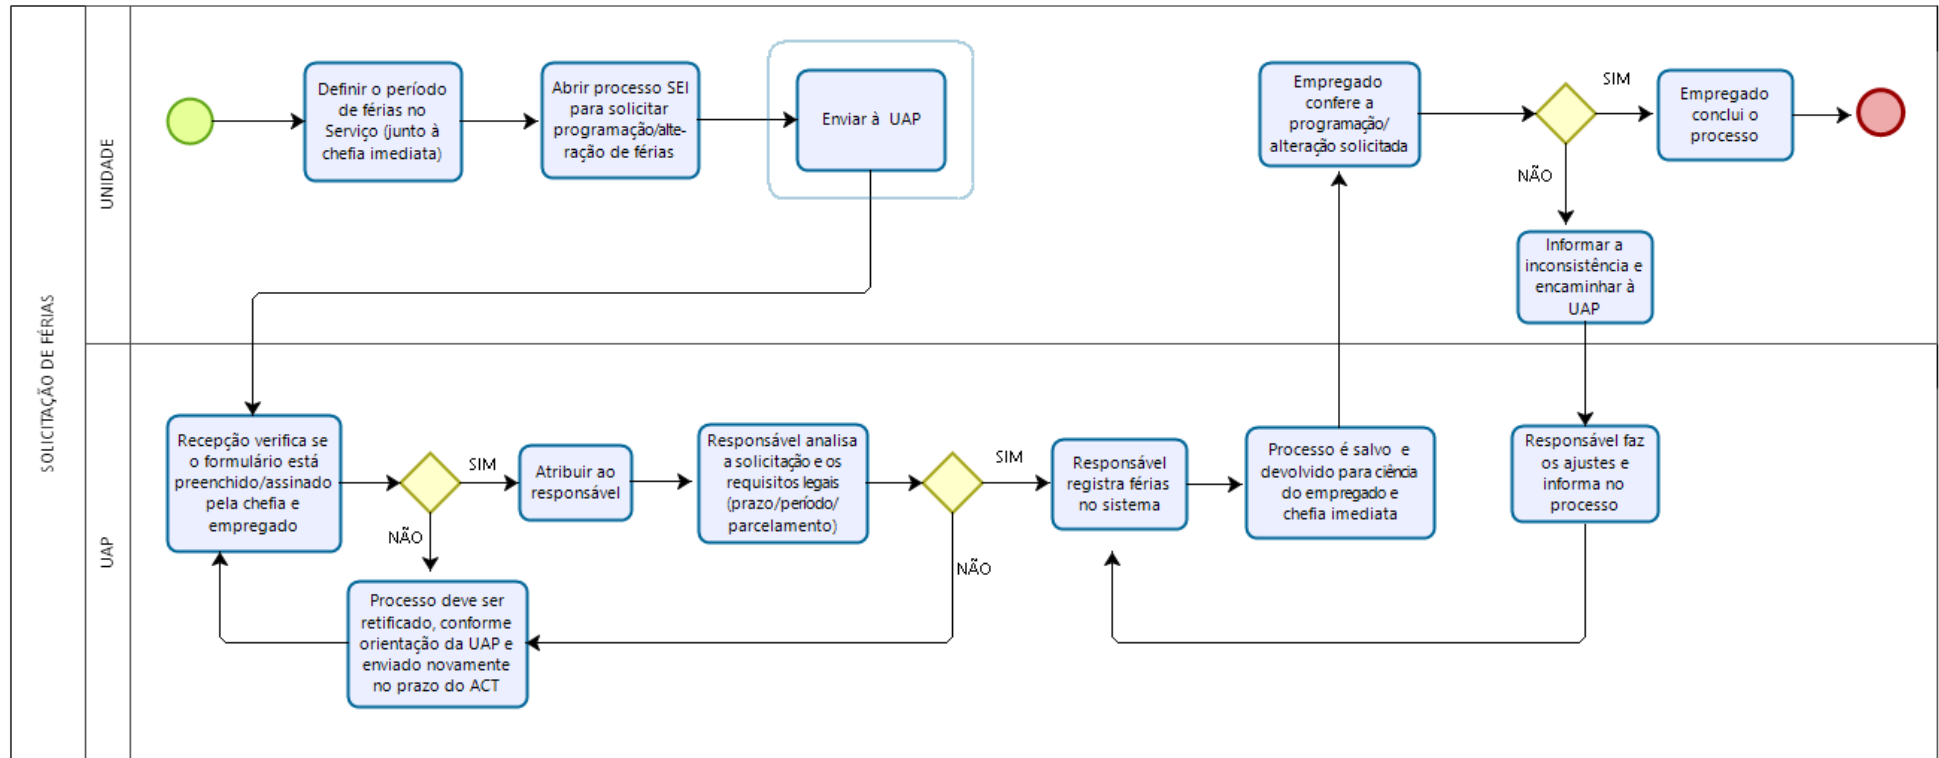 SOLICITAÇÃO DE FÉRIAS
UNIDADE
Definir o período
de férias no
Serviço (junto à
chefia imediata)
Abrir processo SEI
para solicitar
programação/alte-
ração de férias
Enviar à UAP
Empregado
confere a
programação/
alteração solicitada
SIM
Empregado
conclui o
processo
NÃO
Informar a
inconsistência e
encaminhar à
UAP
UAP
Recepção verifica se
o formulário está
preenchido/assinado
pela chefia e
empregado
SIM
NÃO
Atribuir ao
responsável
Responsável analisa
a solicitação e os
requisitos legais
(prazo/período/
parcelamento)
SIM
NÃO
Responsável
registra férias
no sistema
Processo é salvo e
devolvido para ciência
do empregado e
chefia imediata
Responsável faz
os ajustes e
informa no
processo
Processo deve ser
retificado, conforme
orientação da UAP e
enviado novamente
no prazo do ACT